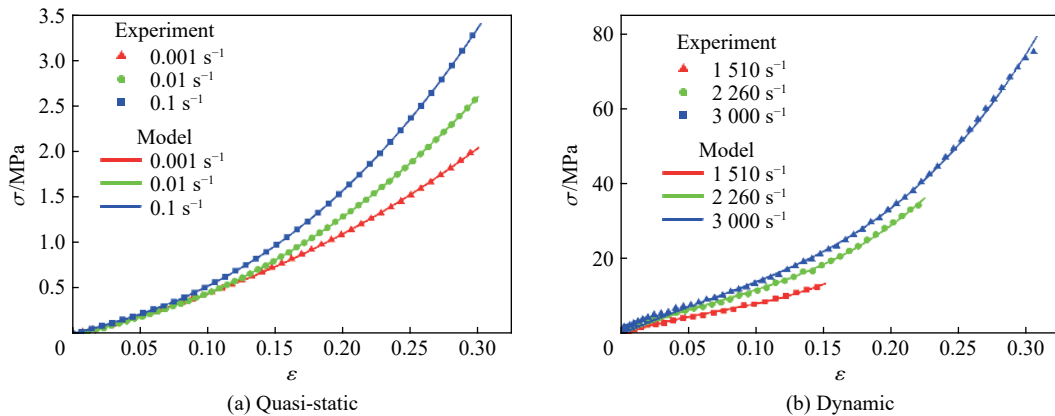 3.5
3.0
2.5
2.0
1.5
1.0
0.5
0
0.05
0.10
0.15
0.20
0.25
0.30
σ/MPa
ε
Experiment
0.001 s⁻¹
0.01 s⁻¹
0.1 s⁻¹
Model
0.001 s⁻¹
0.01 s⁻¹
0.1 s⁻¹
(a) Quasi-static
80
60
40
20
0
0.05
0.10
0.15
0.20
0.25
0.30
σ/MPa
ε
Experiment
1 510 s⁻¹
2 260 s⁻¹
3 000 s⁻¹
Model
1 510 s⁻¹
2 260 s⁻¹
3 000 s⁻¹
(b) Dynamic